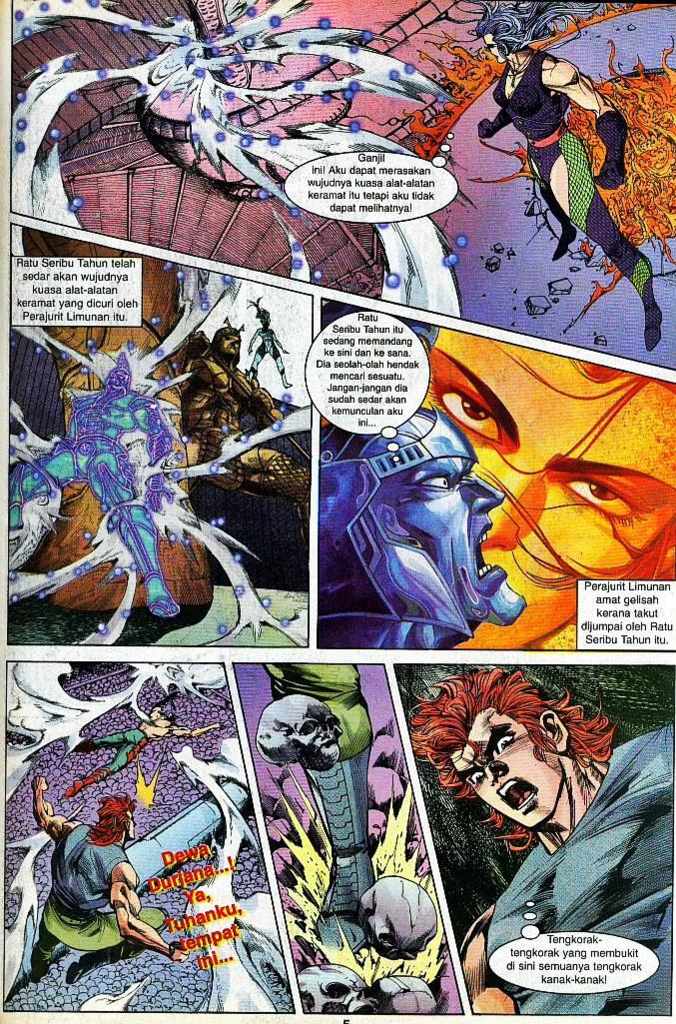 Ganjil
ini! Aku dapat merasakan
wujudnya kuasa alat-alatan
keramat itu tetapi aku tidak
dapat melihatnya!
Ratu Seribu Tahun telah
sedar akan wujudnya
kuasa alat-alatan
keramat yang dicuri oleh
Perajurit Limunan itu.
Ratu
Seribu Tahun itu
sedang memandang
ke sini dan ke sana.
Dia seolah-olah hendak
mencari sesuatu.
Jangan-jangan dia
sudah sedar akan
kemunculan aku
ini...
Perajurit Limunan
amat gelisah
kerana takut
dijumpai oleh Ratu
Seribu Tahun itu.
Dewa
Durjana...!
Ya,
Tuhanku,
tempat
ini...
Tengkorak-
tengkorak yang membukit
di sini semuanya tengkorak
kanak-kanak!
5